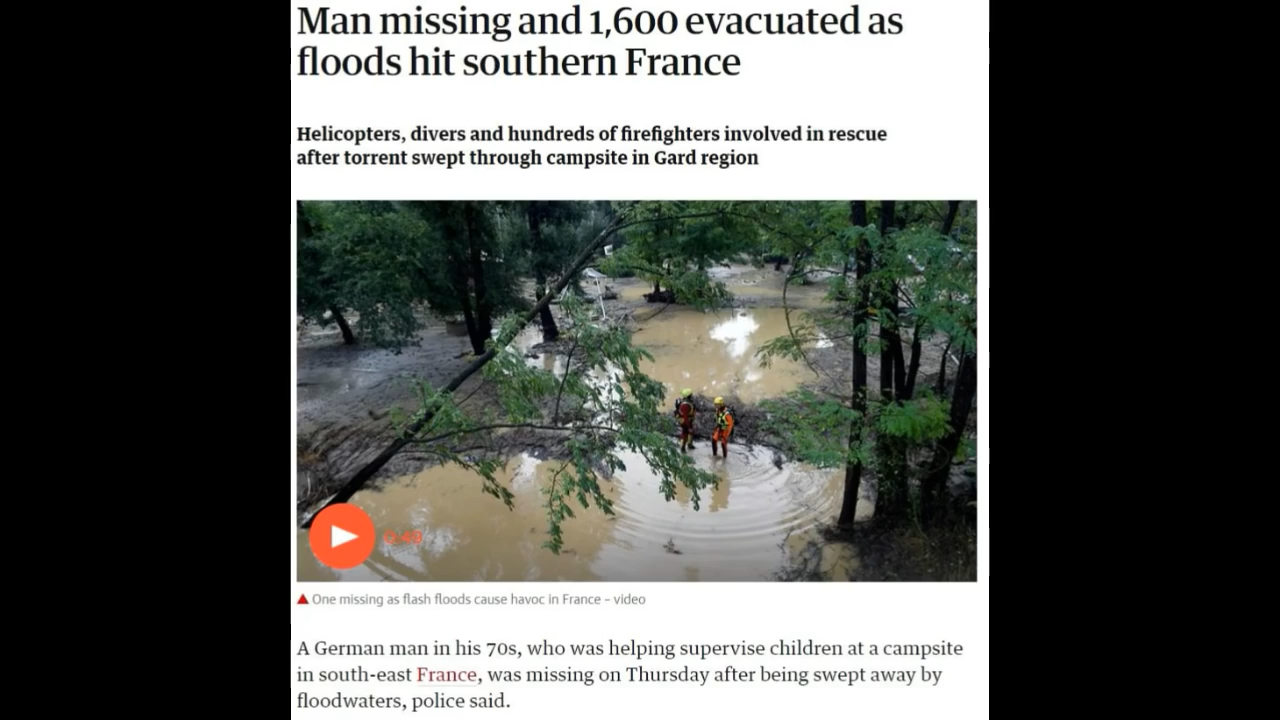 Man missing and 1,600 evacuated as
floods hit southern France
Helicopters, divers and hundreds of firefighters involved in rescue
after torrent swept through campsite in Gard region
0:49
One missing as flash floods cause havoc in France – video
A German man in his 70s, who was helping supervise children at a campsite
in south-east France, was missing on Thursday after being swept away by
floodwaters, police said.